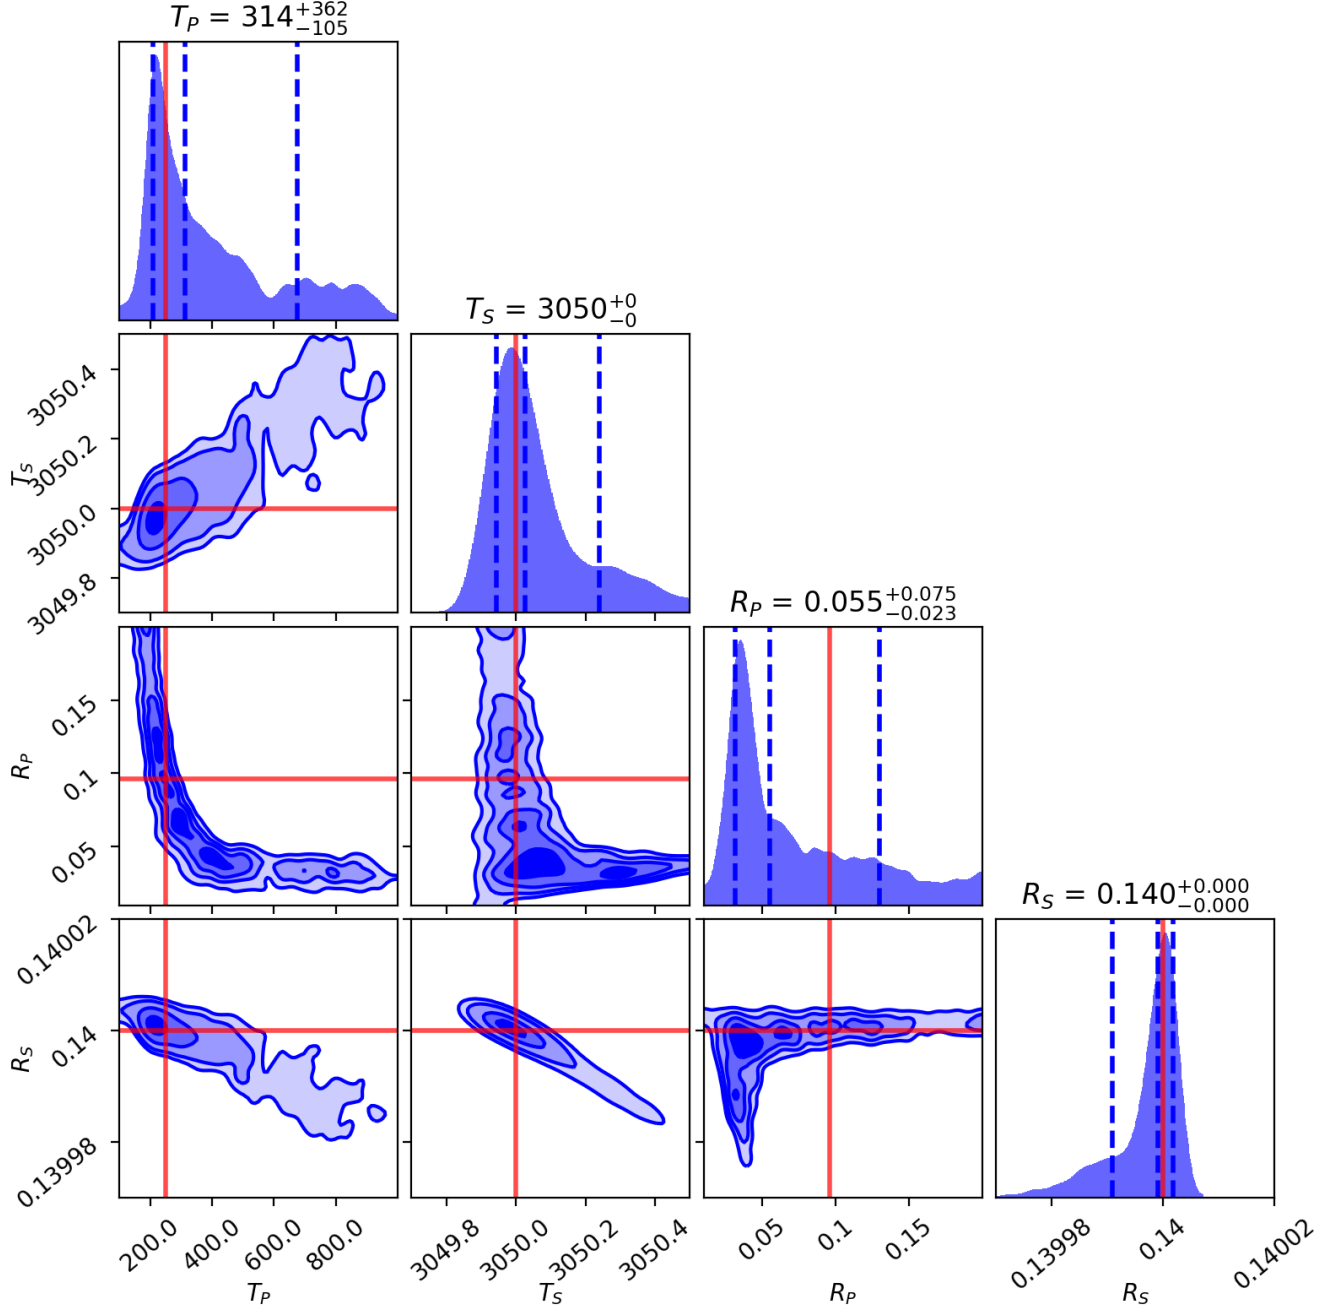 T_P = 314^{+362}_{-105}
T_S = 3050^{+0}_{-0}
3050.4
3050.2
3050.0
3049.8
T_S
R_P = 0.055^{+0.075}_{-0.023}
0.15
0.1
0.05
R_P
R_S = 0.140^{+0.000}_{-0.000}
0.14002
0.14
0.13998
R_S
200.0 400.0 600.0 800.0
3049.8 3050.0 3050.2 3050.4
0.05 0.1 0.15
0.13998 0.14 0.14002
T_P T_S R_P R_S